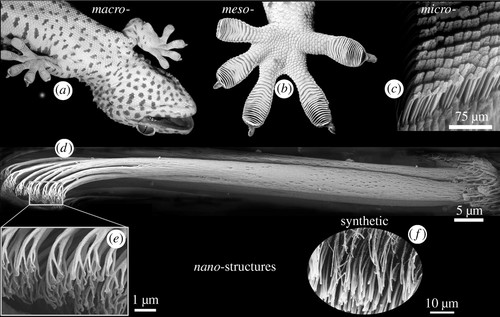 macro-
meso-
micro-
(a)
(b)
(c)
75 µm
(d)
5 µm
synthetic
(e)
(f)
nano-structures
1 µm
10 µm